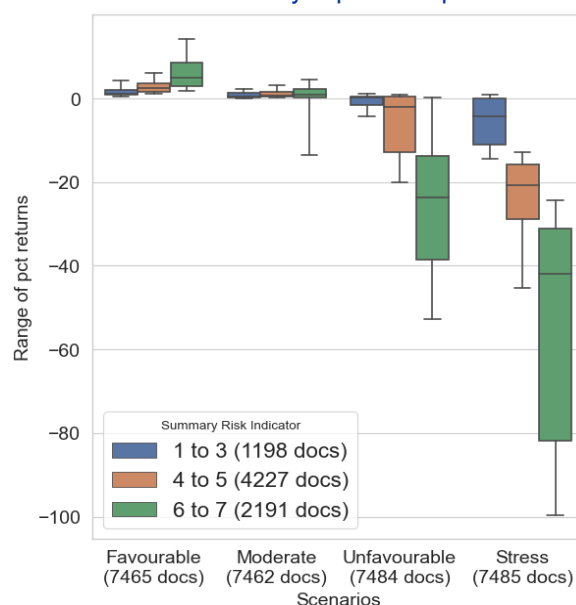 0
−20
−40
−60
−80
−100
Range of pct returns
Summary Risk Indicator
1 to 3 (1198 docs)
4 to 5 (4227 docs)
6 to 7 (2191 docs)
Favourable
(7465 docs)
Moderate
(7462 docs)
Unfavourable
(7484 docs)
Stress
(7485 docs)
Scenarios